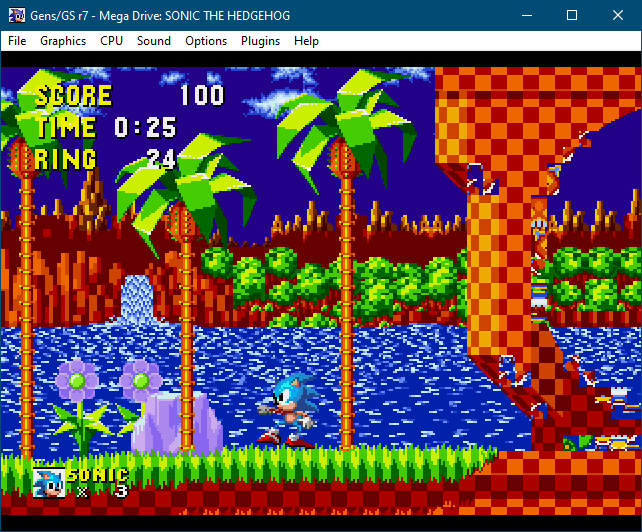 Gens/GS r7 - Mega Drive: SONIC THE HEDGEHOG
File Graphics CPU Sound Options Plugins Help
SCORE 100
TIME 0:25
RING 24
SONIC
x 3